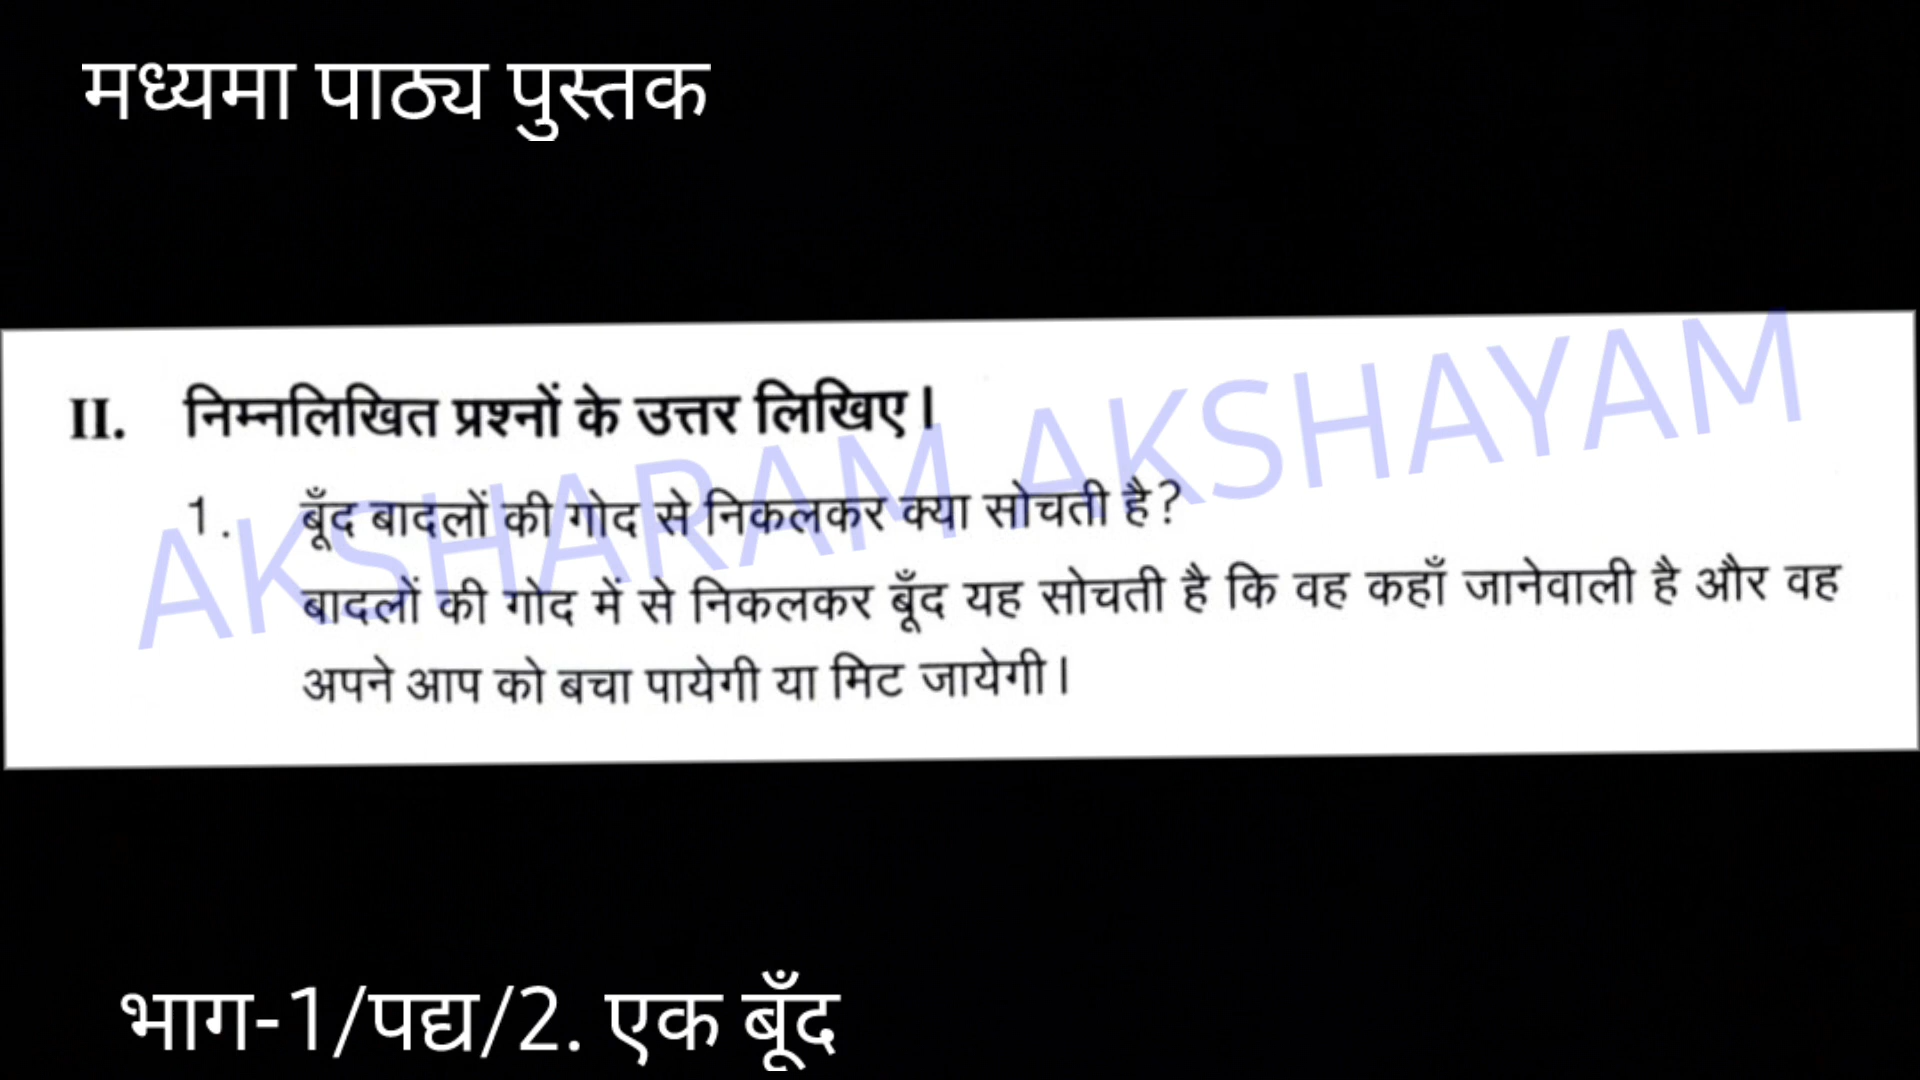 मध्यमा पाठ्य पुस्तक
II. निम्नलिखित प्रश्नों के उत्तर लिखिए।
1. बूँद बादलों की गोद से निकलकर क्या सोचती है?
बादलों की गोद में से निकलकर बूँद यह सोचती है कि वह कहाँ जानेवाली है और वह
अपने आप को बचा पायेगी या मिट जायेगी।
AKSHARAM AKSHAYAM
भाग-1/पद्य/2. एक बूँद